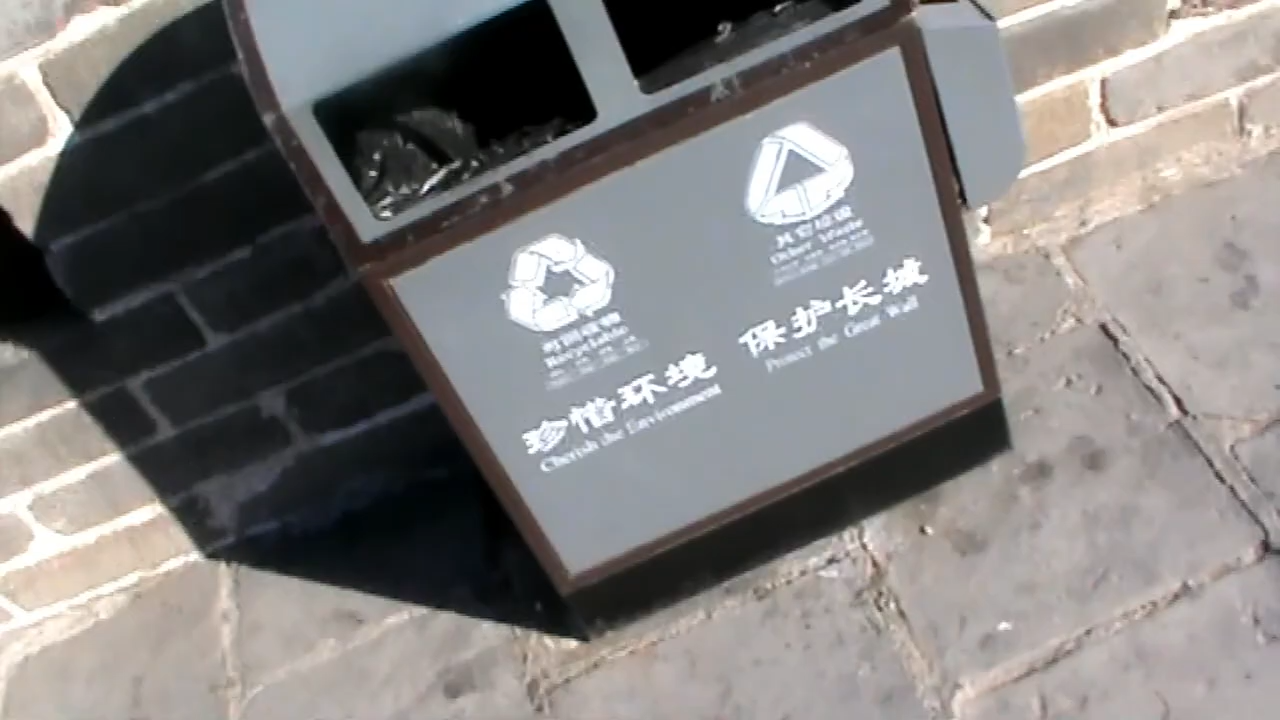 可回收物
Recyclable
其它垃圾
Other Waste
珍惜环境
Cherish the Environment
保护长城
Protect the Great Wall